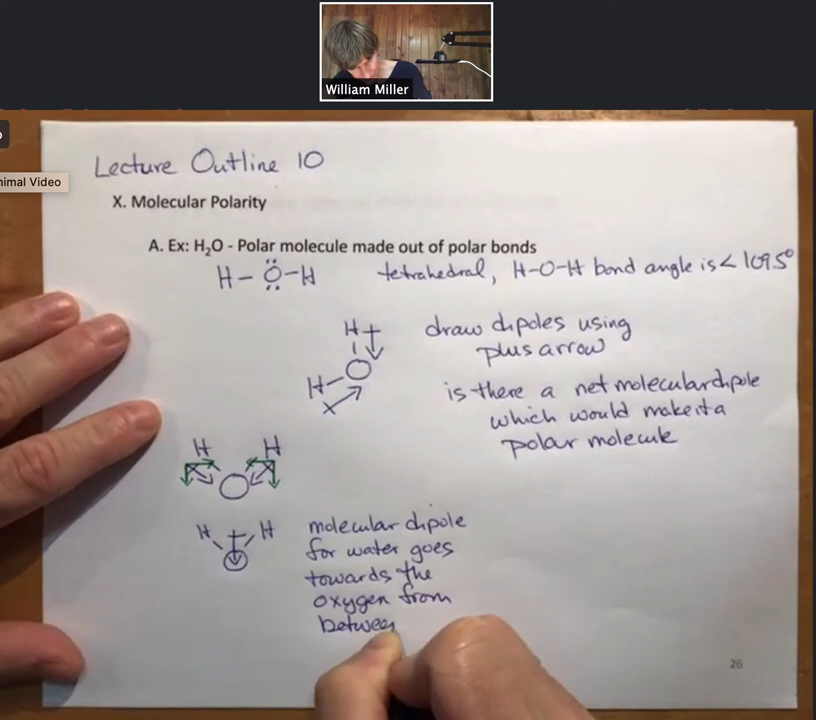 William Miller
nimal Video
Lecture Outline 10
X. Molecular Polarity
A. Ex: H₂O - Polar molecule made out of polar bonds
H-Ö-H tetrahedral, H-O-H bond angle is < 109.5°
H
H-O
draw dipoles using
plus arrow
is there a net molecular dipole
which would make it a
polar molecule
H H
O
H H
O
molecular dipole
for water goes
towards the
oxygen from
between
26